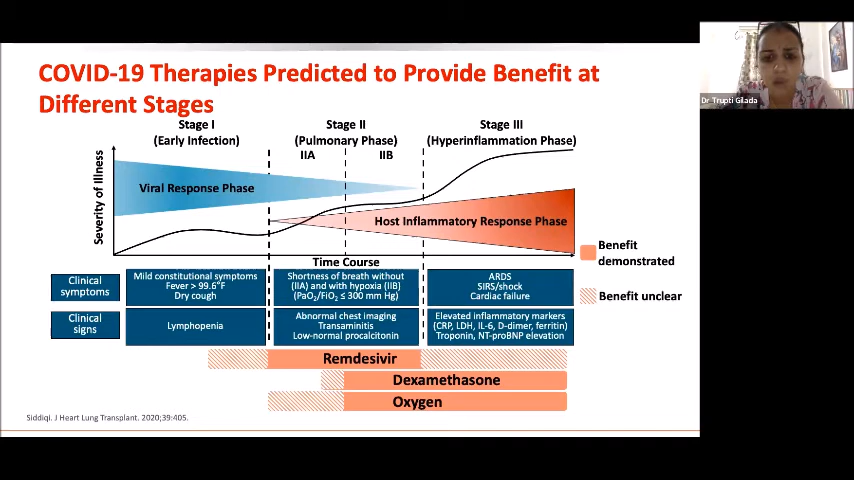 COVID-19 Therapies Predicted to Provide Benefit at
Different Stages
Dr Trupti Gilada
Stage I
(Early Infection)
Stage II
(Pulmonary Phase)
IIA
IIB
Stage III
(Hyperinflammation Phase)
Severity of Illness
Viral Response Phase
Host Inflammatory Response Phase
Time Course
Benefit
demonstrated
Benefit unclear
Clinical
symptoms
Mild constitutional symptoms
Fever > 99.6°F
Dry cough
Shortness of breath without
(IIA) and with hypoxia (IIB)
(PaO₂/FiO₂ ≤ 300 mm Hg)
ARDS
SIRS/shock
Cardiac failure
Clinical
signs
Lymphopenia
Abnormal chest imaging
Transaminitis
Low-normal procalcitonin
Elevated inflammatory markers
(CRP, LDH, IL-6, D-dimer, ferritin)
Troponin, NT-proBNP elevation
Remdesivir
Dexamethasone
Oxygen
Siddiqi. J Heart Lung Transplant. 2020;39:405.